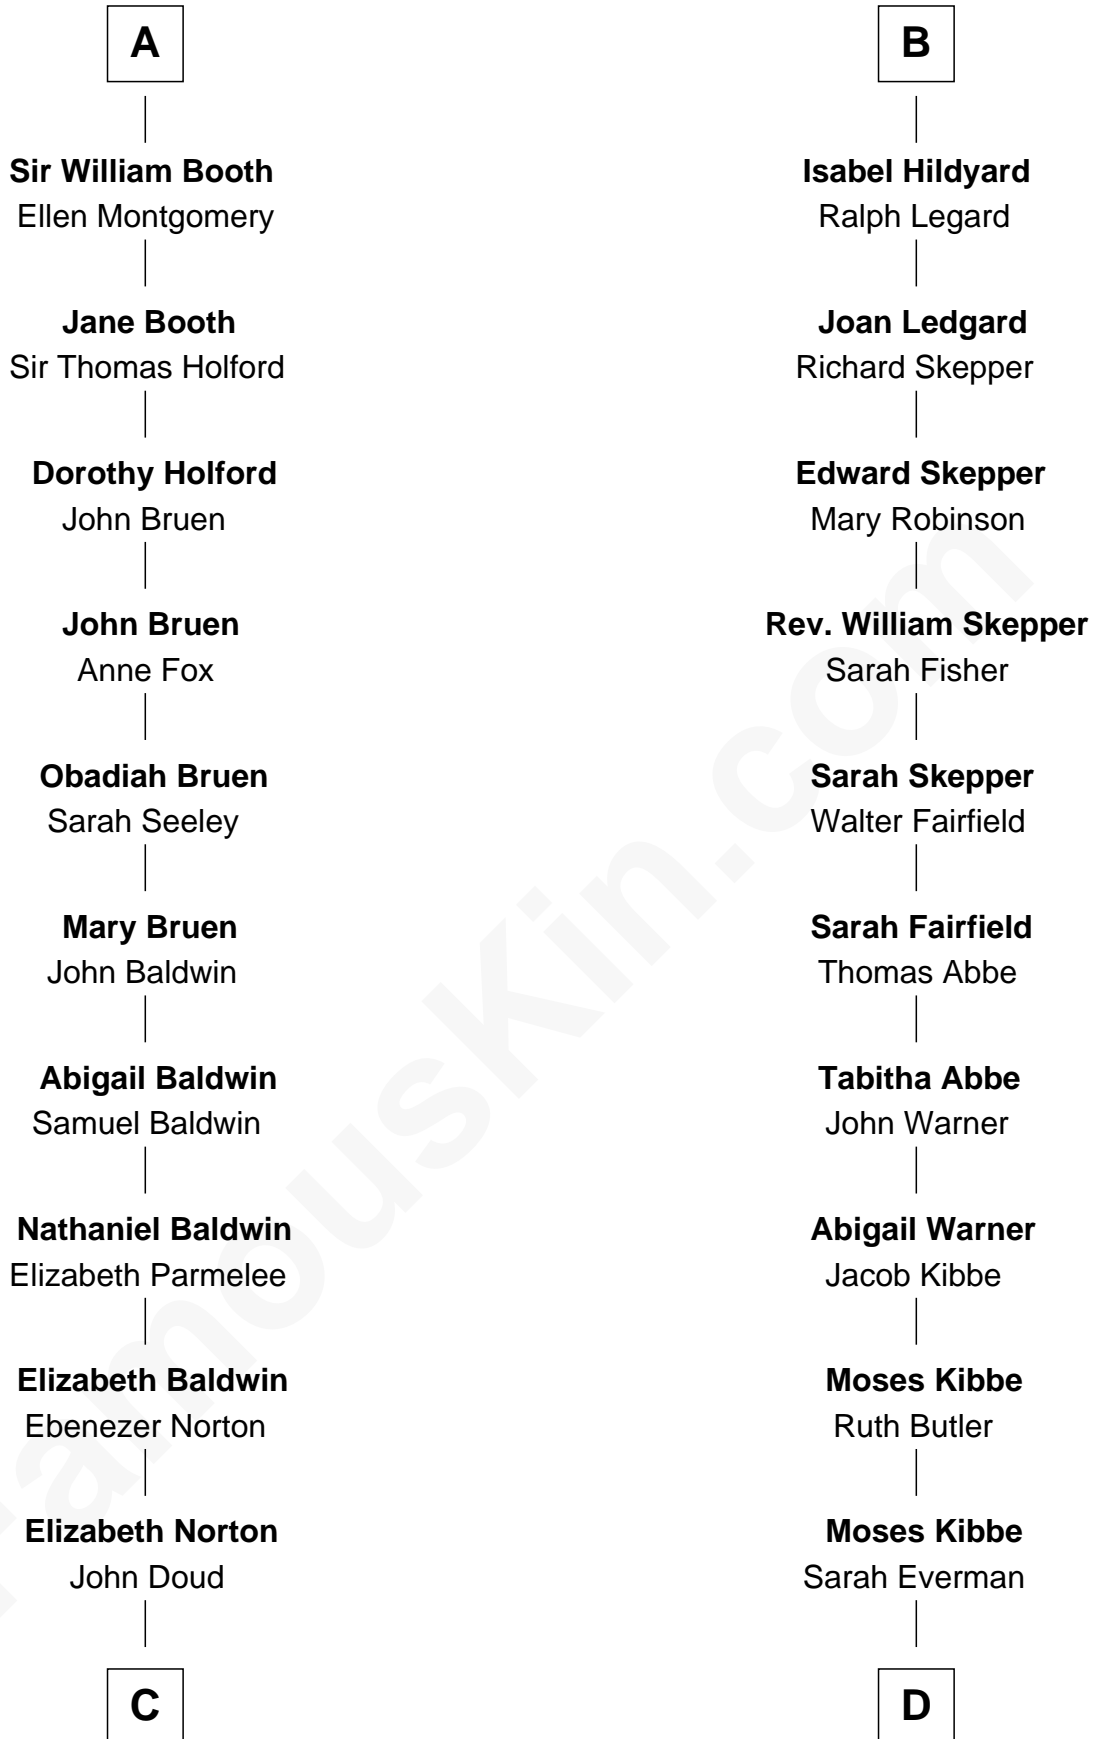 A
Sir William Booth
Ellen Montgomery
Jane Booth
Sir Thomas Holford
Dorothy Holford
John Bruen
John Bruen
Anne Fox
Obadiah Bruen
Sarah Seeley
Mary Bruen
John Baldwin
Abigail Baldwin
Samuel Baldwin
Nathaniel Baldwin
Elizabeth Parmelee
Elizabeth Baldwin
Ebenezer Norton
Elizabeth Norton
John Doud
C
B
Isabel Hildyard
Ralph Legard
Joan Ledgard
Richard Skepper
Edward Skepper
Mary Robinson
Rev. William Skepper
Sarah Fisher
Sarah Skepper
Walter Fairfield
Sarah Fairfield
Thomas Abbe
Tabitha Abbe
John Warner
Abigail Warner
Jacob Kibbe
Moses Kibbe
Ruth Butler
Moses Kibbe
Sarah Everman
D
FamousKin.com